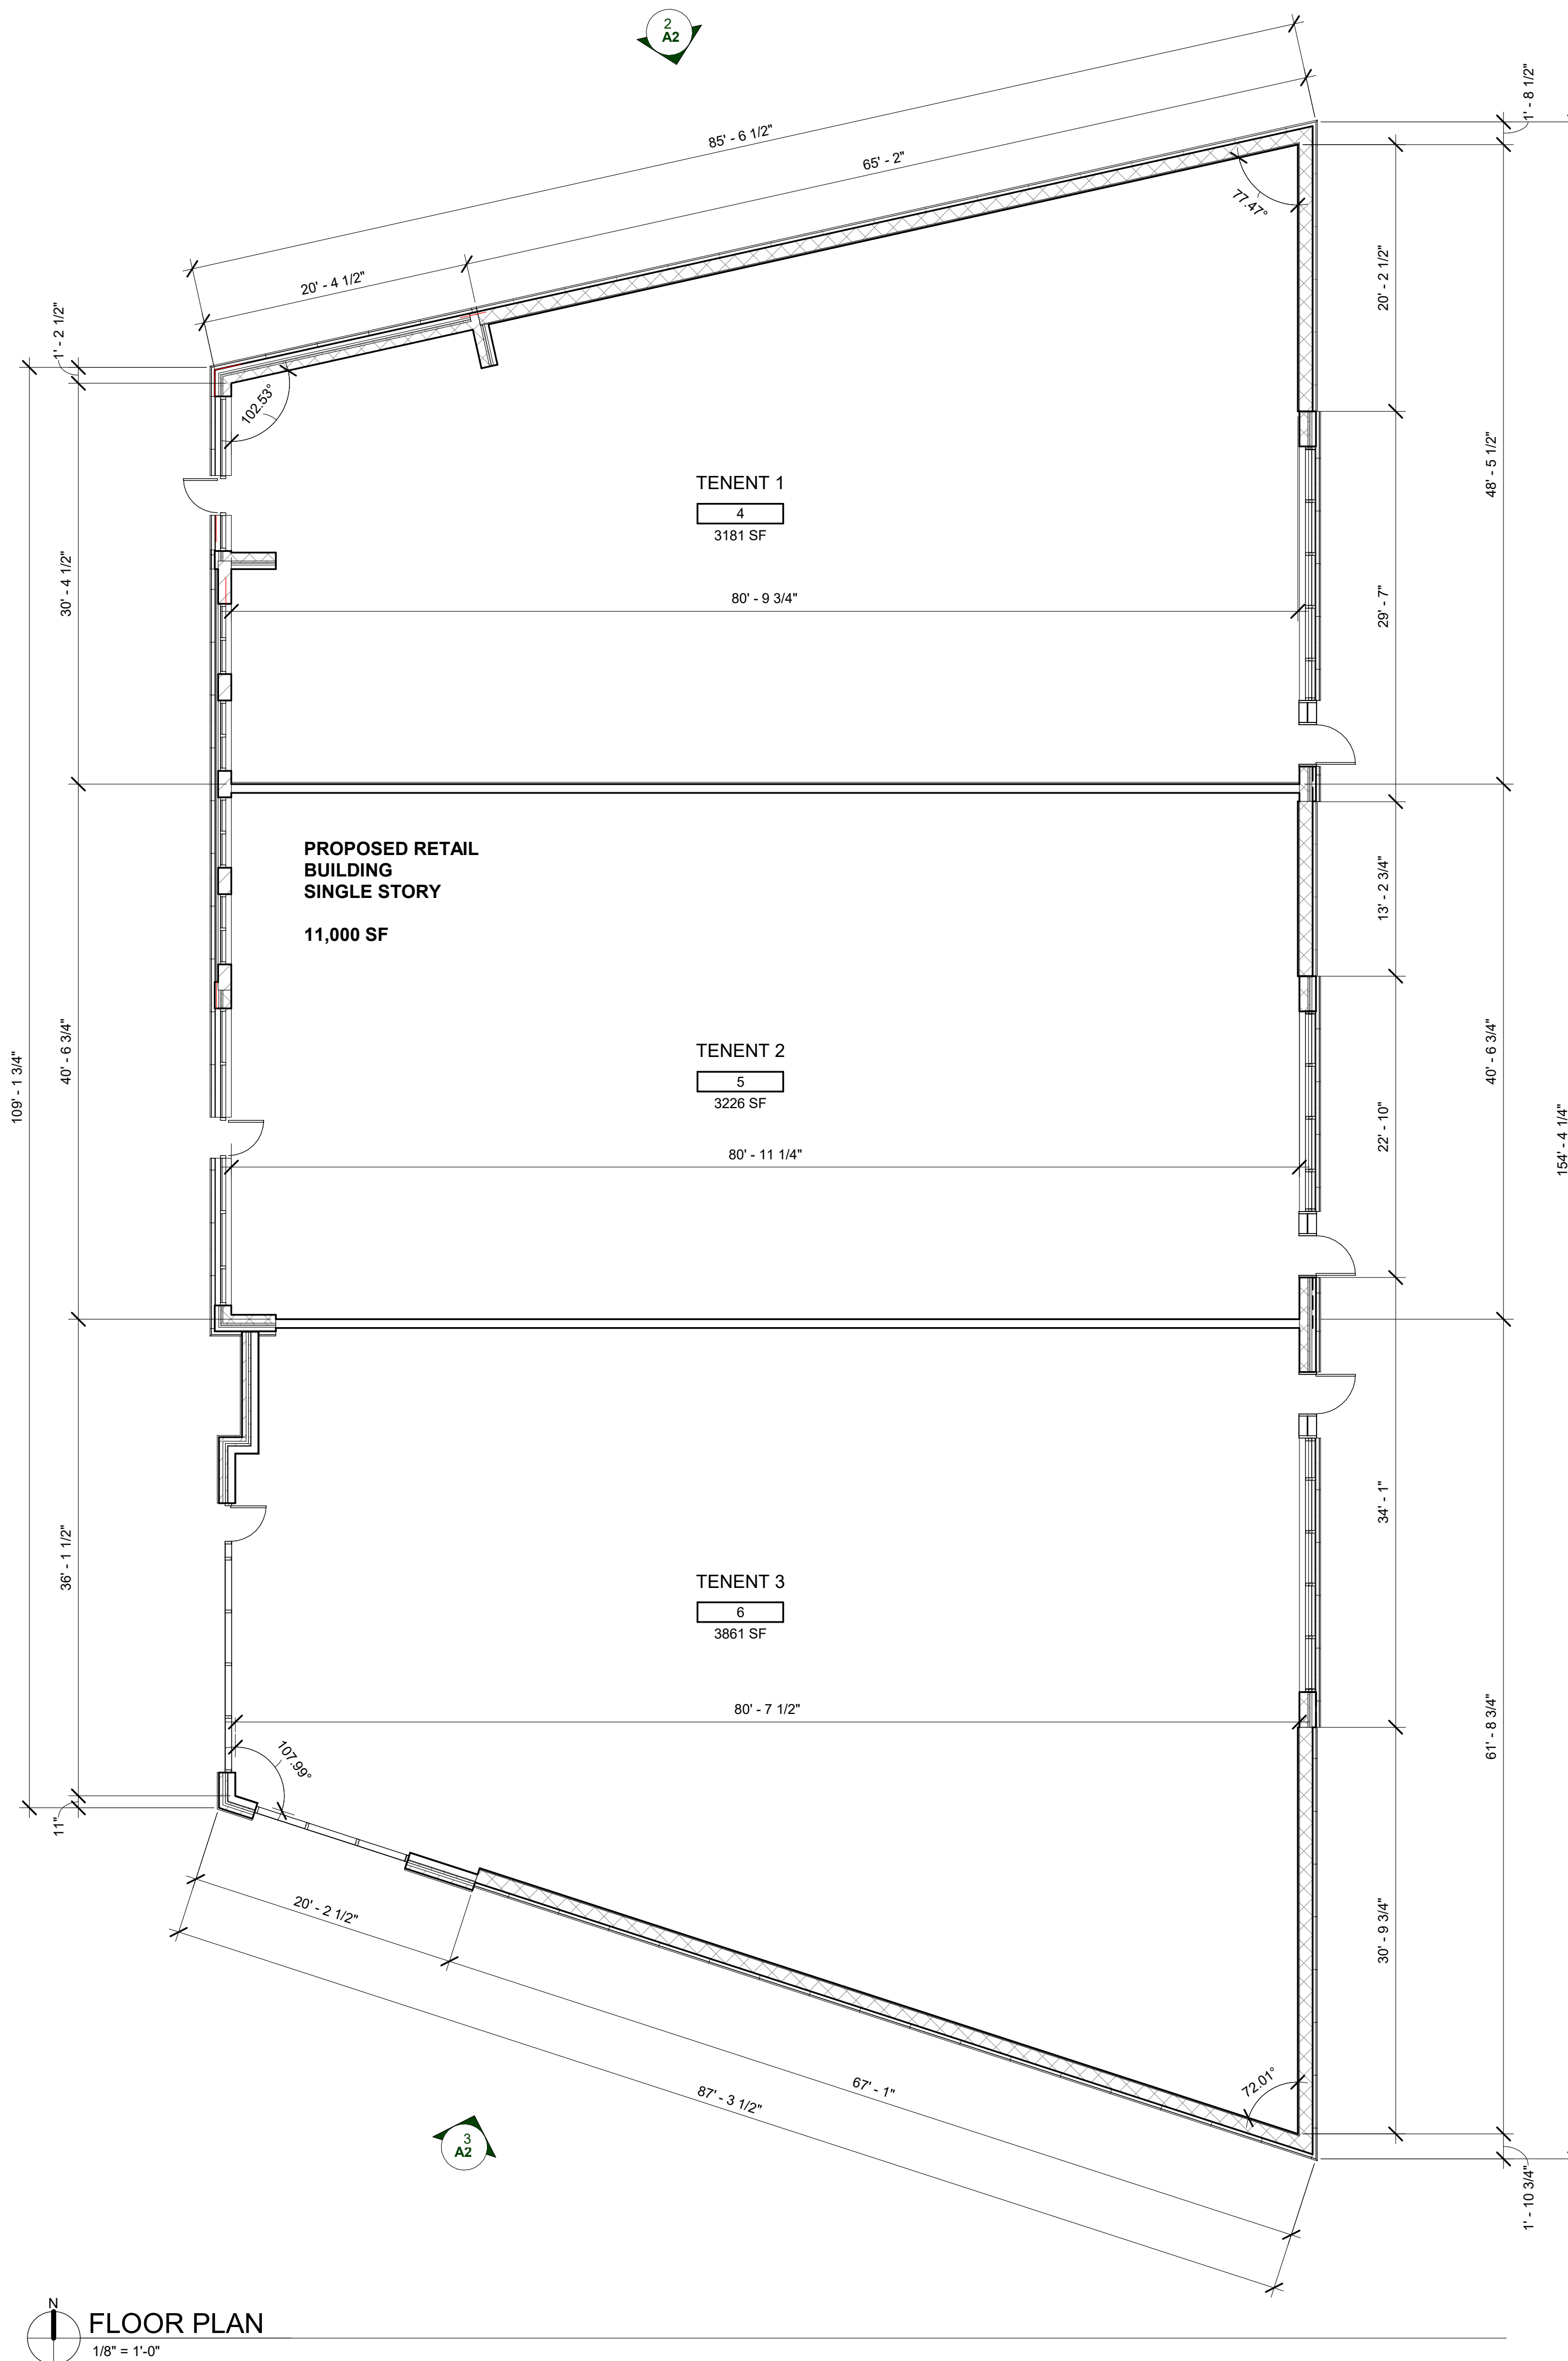 2
A2
1' - 8 1/2"
85' - 6 1/2"
65' - 2"
77.47°
20' - 4 1/2"
20' - 2 1/2"
1' - 2 1/2"
102.53°
48' - 5 1/2"
TENENT 1
4
3181 SF
30' - 4 1/2"
29' - 7"
80' - 9 3/4"
PROPOSED RETAIL
BUILDING
SINGLE STORY
11,000 SF
13' - 2 3/4"
109' - 1 3/4"
40' - 6 3/4"
TENENT 2
5
3226 SF
40' - 6 3/4"
22' - 10"
154' - 4 1/4"
80' - 11 1/4"
36' - 1 1/2"
34' - 1"
TENENT 3
6
3861 SF
61' - 8 3/4"
80' - 7 1/2"
107.99°
11"
20' - 2 1/2"
30' - 9 3/4"
72.01°
67' - 1"
87' - 3 1/2"
3
A2
1' - 10 3/4"
N
FLOOR PLAN
1/8" = 1'-0"